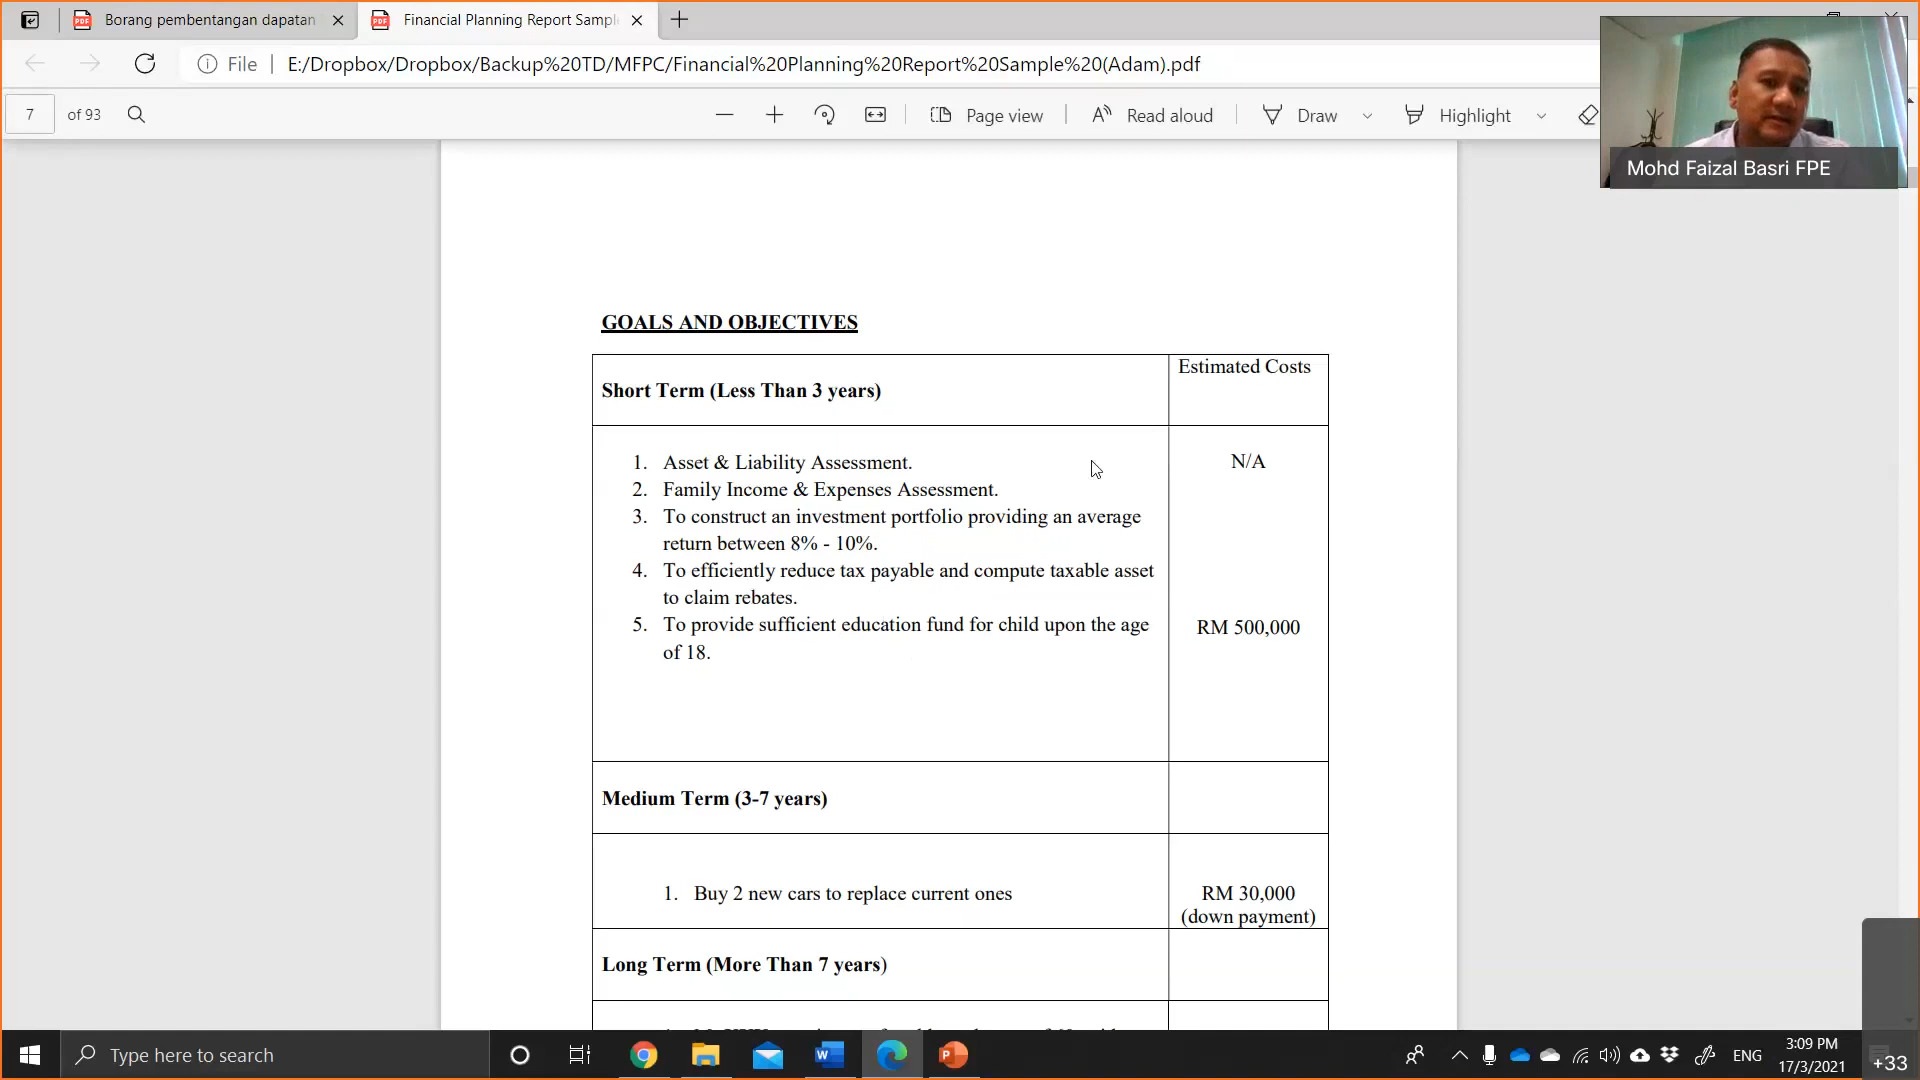 Borang pembentangan dapatan
Financial Planning Report Sampl
File
E:/Dropbox/Dropbox/Backup%20TD/MFPC/Financial%20Planning%20Report%20Sample%20(Adam).pdf
7 of 93
Page view
Read aloud
Draw
Highlight
Mohd Faizal Basri FPE
GOALS AND OBJECTIVES
Short Term (Less Than 3 years)
Estimated Costs
1. Asset & Liability Assessment.
N/A
2. Family Income & Expenses Assessment.
3. To construct an investment portfolio providing an average
return between 8% - 10%.
4. To efficiently reduce tax payable and compute taxable asset
to claim rebates.
5. To provide sufficient education fund for child upon the age
of 18.
RM 500,000
Medium Term (3-7 years)
1. Buy 2 new cars to replace current ones
RM 30,000
(down payment)
Long Term (More Than 7 years)
Type here to search
ENG
3:09 PM
17/3/2021
+33